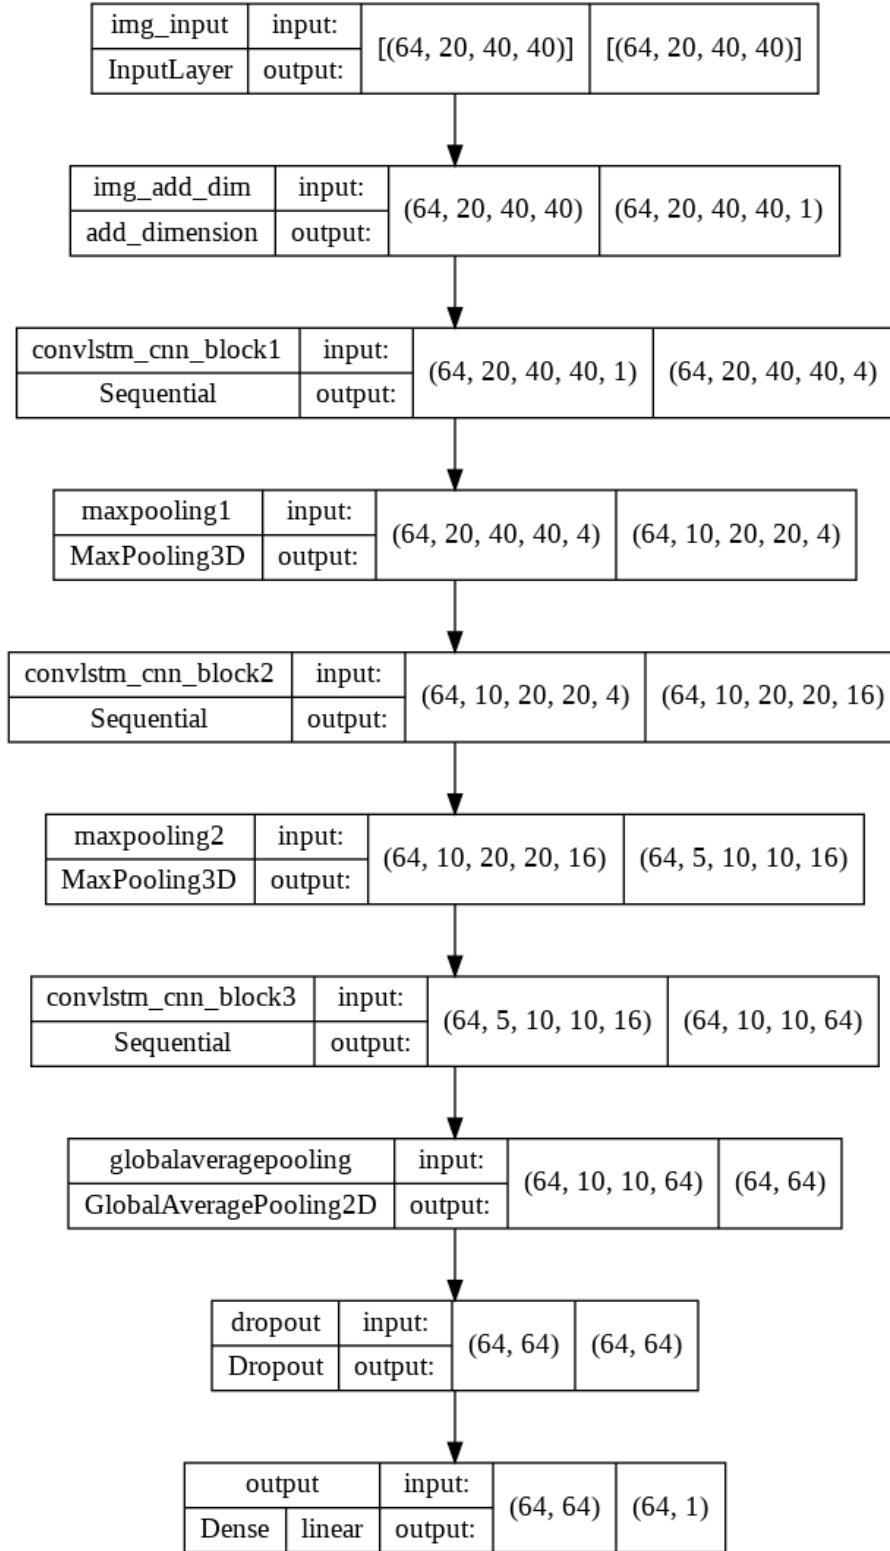 img_input input: [(64, 20, 40, 40)] [(64, 20, 40, 40)]
InputLayer output:
img_add_dim input: (64, 20, 40, 40) (64, 20, 40, 40, 1)
add_dimension output:
convlstm_cnn_block1 input: (64, 20, 40, 40, 1) (64, 20, 40, 40, 4)
Sequential output:
maxpooling1 input: (64, 20, 40, 40, 4) (64, 10, 20, 20, 4)
MaxPooling3D output:
convlstm_cnn_block2 input: (64, 10, 20, 20, 4) (64, 10, 20, 20, 16)
Sequential output:
maxpooling2 input: (64, 10, 20, 20, 16) (64, 5, 10, 10, 16)
MaxPooling3D output:
convlstm_cnn_block3 input: (64, 5, 10, 10, 16) (64, 10, 10, 64)
Sequential output:
globalaveragepooling input: (64, 10, 10, 64) (64, 64)
GlobalAveragePooling2D output:
dropout input: (64, 64) (64, 64)
Dropout output:
output input: (64, 64) (64, 1)
Dense linear output: